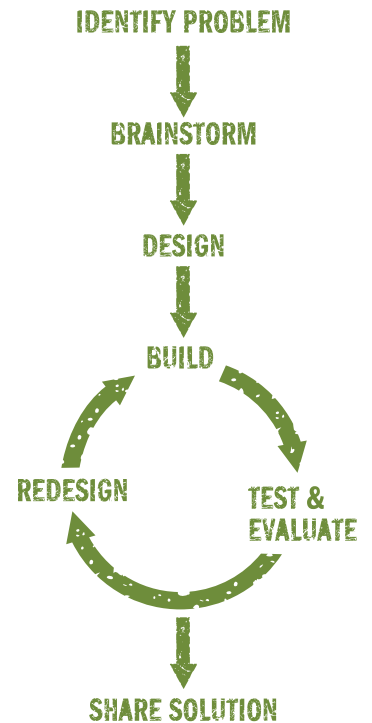 IDENTIFY PROBLEM
BRAINSTORM
DESIGN
BUILD
REDESIGN
TEST &
EVALUATE
SHARE SOLUTION